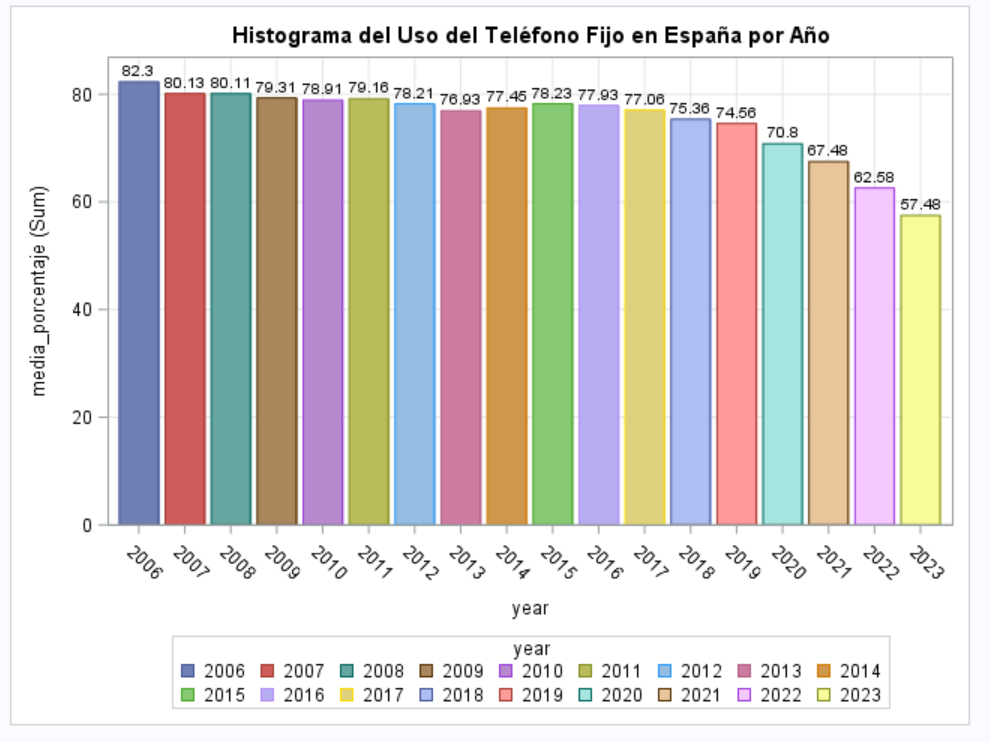 Histograma del Uso del Teléfono Fijo en España por Año
82.3 80.13 80.11 79.31 78.91 79.16 78.21 76.93 77.45 78.23 77.93 77.06 75.36 74.56 70.8 67.48 62.58 57.48
media_porcentaje (Sum)
80
60
40
20
0
2006 2007 2008 2009 2010 2011 2012 2013 2014 2015 2016 2017 2018 2019 2020 2021 2022 2023
year
year
2006 2007 2008 2009 2010 2011 2012 2013 2014
2015 2016 2017 2018 2019 2020 2021 2022 2023